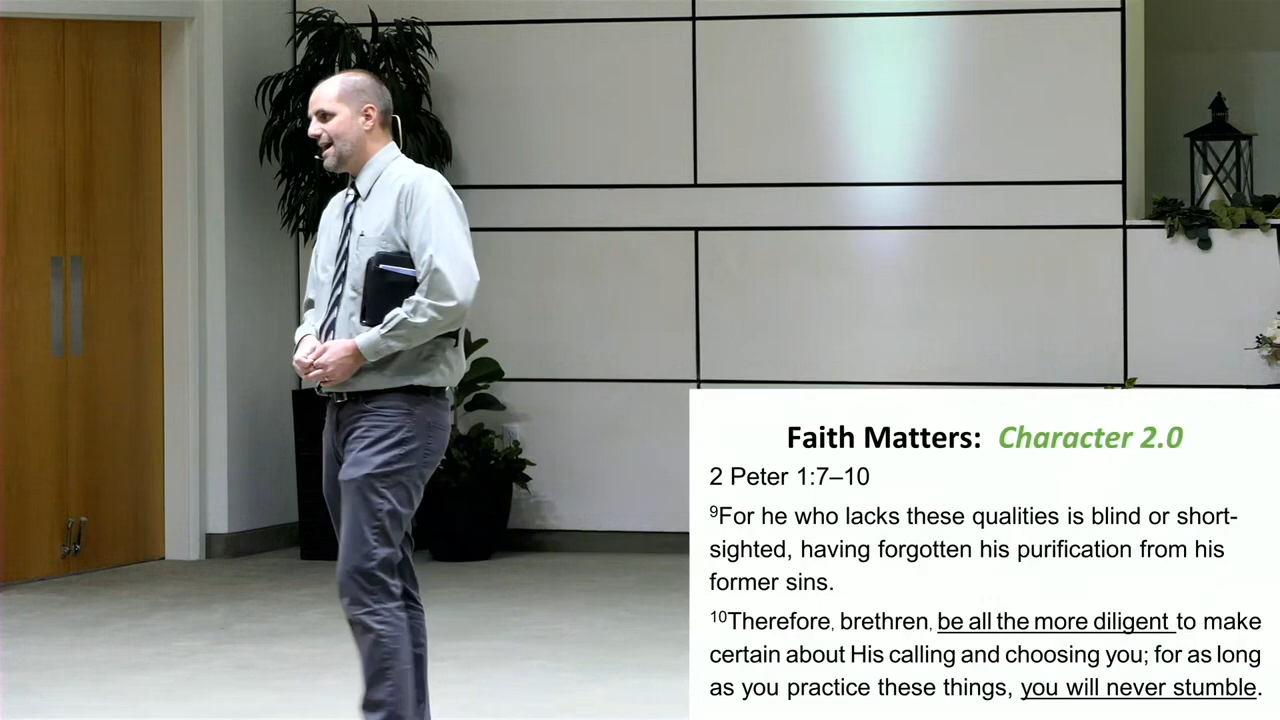 Faith Matters: Character 2.0
2 Peter 1:7–10
⁹For he who lacks these qualities is blind or short-
sighted, having forgotten his purification from his
former sins.
¹⁰Therefore, brethren, be all the more diligent to make
certain about His calling and choosing you; for as long
as you practice these things, you will never stumble.